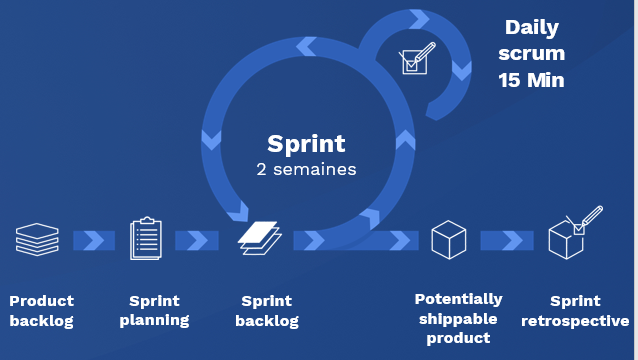 Daily
scrum
15 Min
Sprint
2 semaines
Product
backlog
Sprint
planning
Sprint
backlog
Potentially
shippable
product
Sprint
retrospective